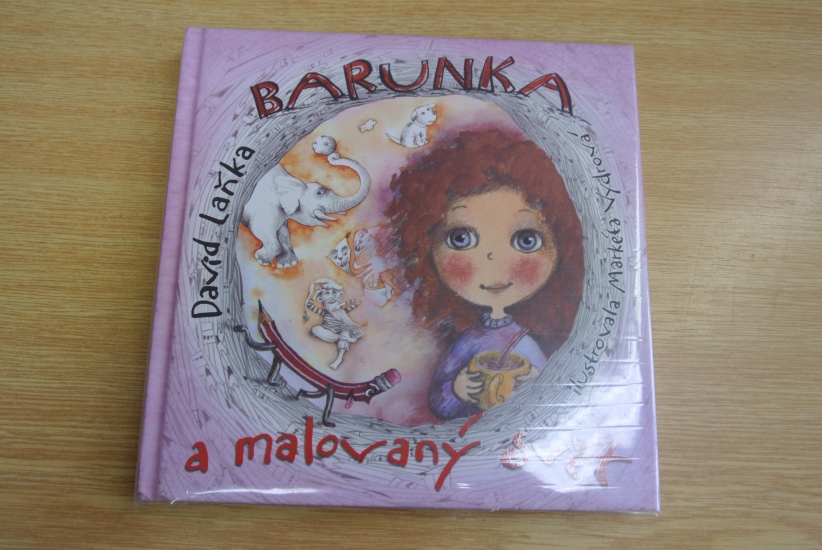 BARUNKA
David Laňka
ilustrovala Markéta Vydrová
a malovaný svět